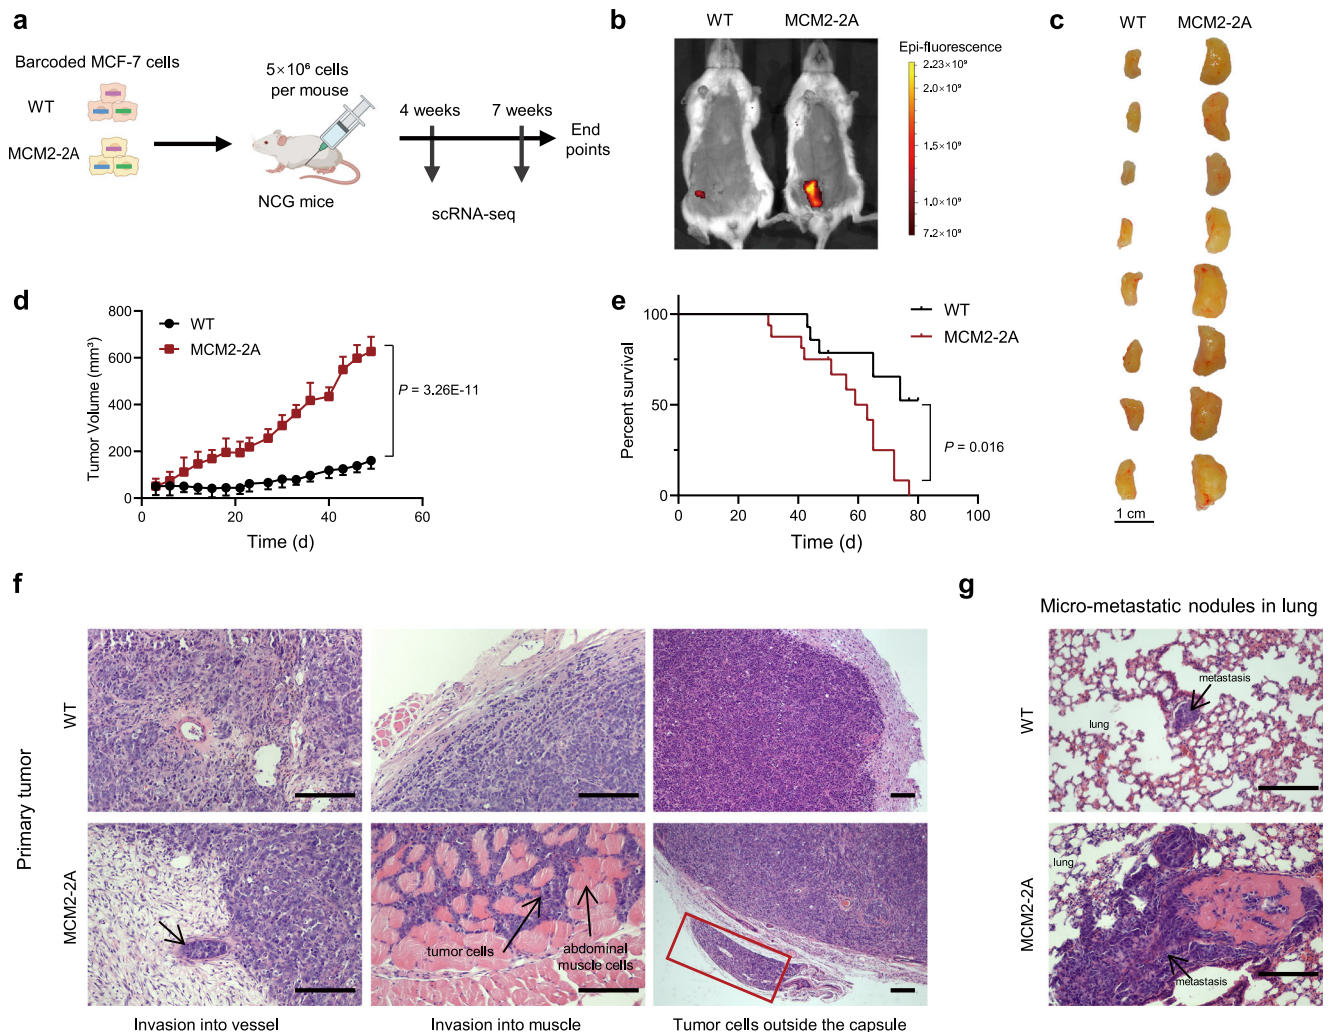 a
Barcoded MCF-7 cells
WT
MCM2-2A
5×10⁶ cells
per mouse
NCG mice
4 weeks
7 weeks
End
points
scRNA-seq
b
WT
MCM2-2A
Epi-fluorescence
2.23×10⁹
2.0×10⁹
1.5×10⁹
1.0×10⁹
7.2×10⁹
c
WT
MCM2-2A
1 cm
d
Tumor Volume (mm³)
800
600
400
200
0
0
20
40
60
Time (d)
WT
MCM2-2A
P = 3.26E-11
e
Percent survival
100
50
0
0
20
40
60
80
100
Time (d)
WT
MCM2-2A
P = 0.016
f
Primary tumor
WT
MCM2-2A
tumor cells
abdominal
muscle cells
Invasion into vessel
Invasion into muscle
Tumor cells outside the capsule
g
Micro-metastatic nodules in lung
WT
metastasis
lung
MCM2-2A
lung
metastasis